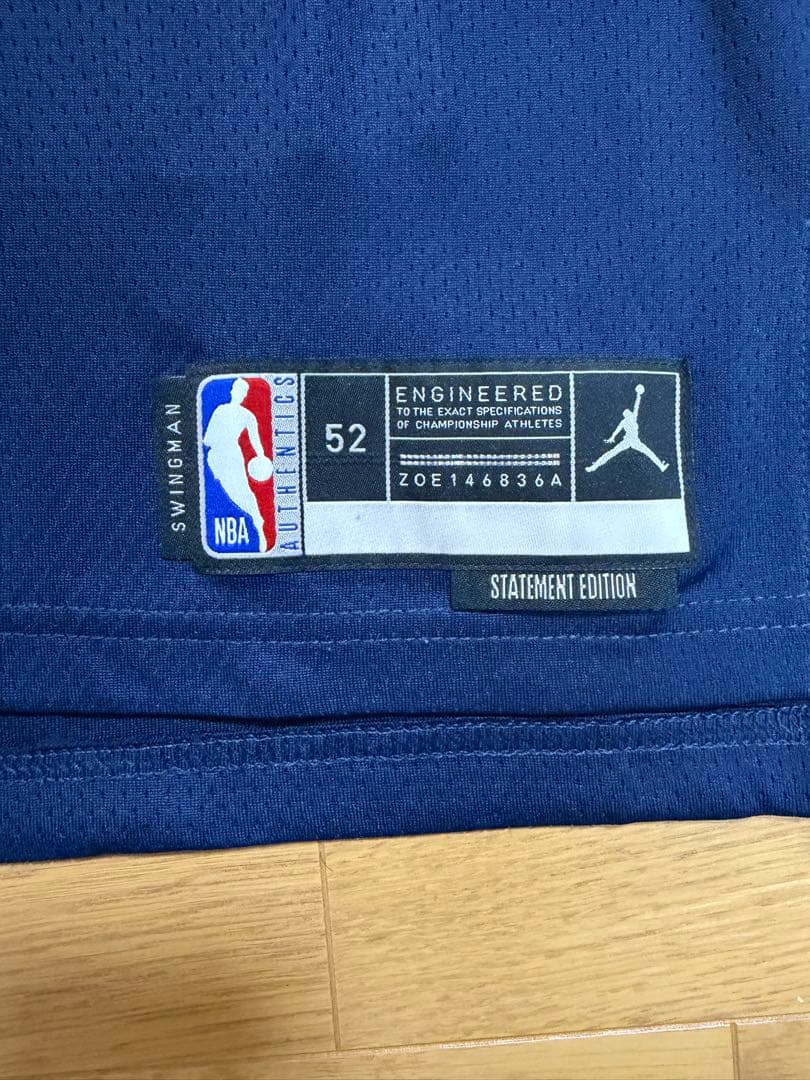 SWINGMAN
NBA
AUTHENTICS
52
ENGINEERED
TO THE EXACT SPECIFICATIONS
OF CHAMPIONSHIP ATHLETES
ZOE146836A
STATEMENT EDITION